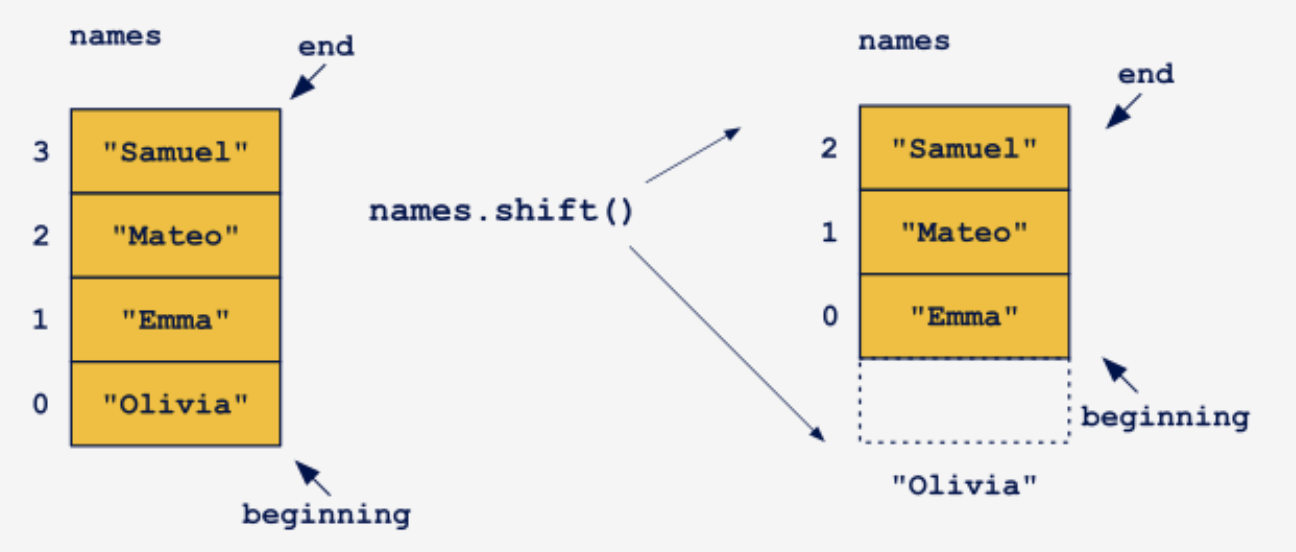 names
end
3 "Samuel"
2 "Mateo"
1 "Emma"
0 "Olivia"
beginning
names.shift()
names
end
2 "Samuel"
1 "Mateo"
0 "Emma"
beginning
"Olivia"